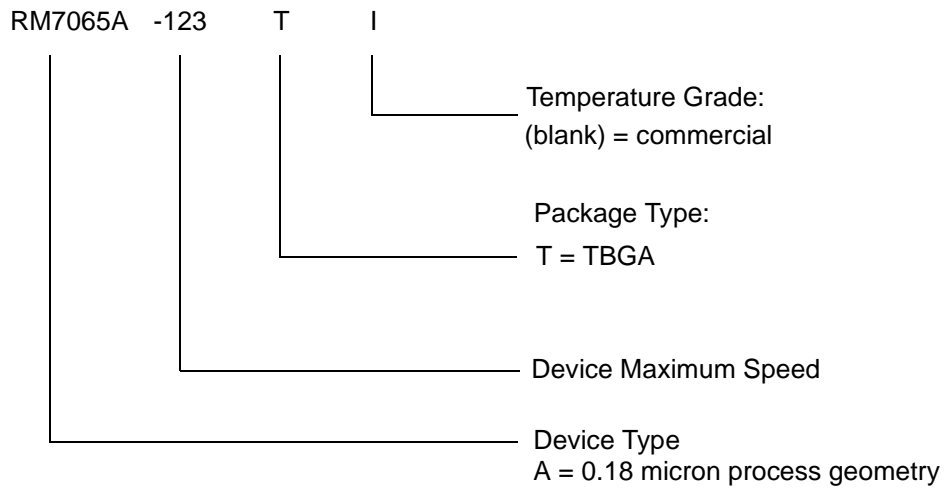 RM7065A -123 T I
Temperature Grade:
(blank) = commercial
Package Type:
T = TBGA
Device Maximum Speed
Device Type
A = 0.18 micron process geometry